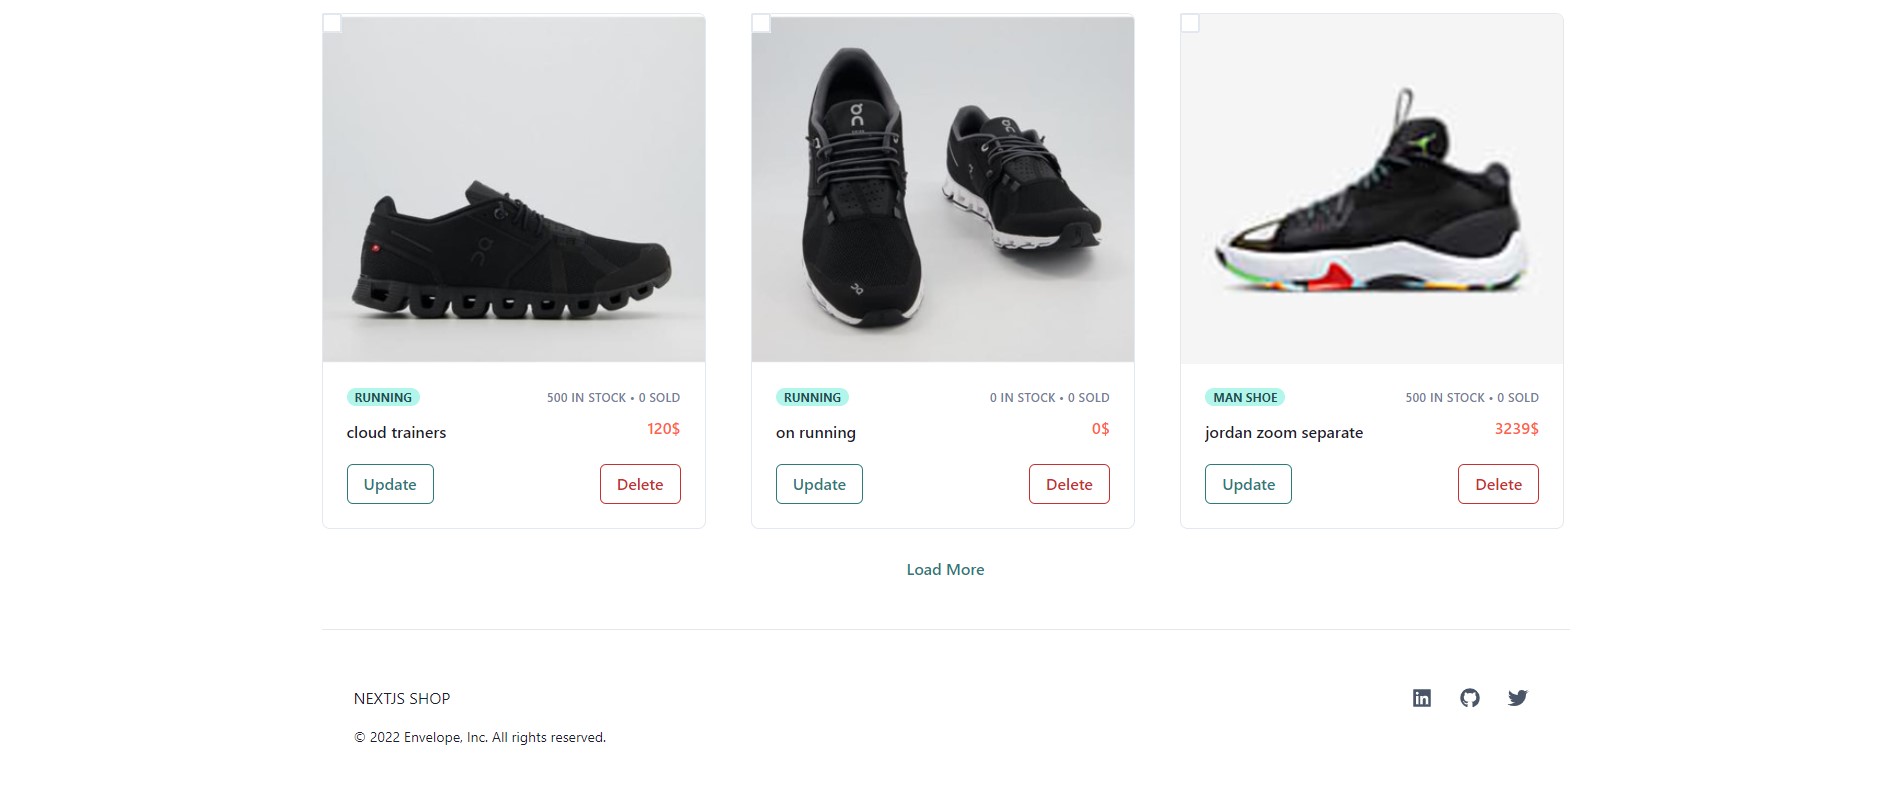 RUNNING
500 IN STOCK • 0 SOLD
cloud trainers
120$
Update
Delete
RUNNING
0 IN STOCK • 0 SOLD
on running
0$
Update
Delete
MAN SHOE
500 IN STOCK • 0 SOLD
jordan zoom separate
3239$
Update
Delete
Load More
NEXTJS SHOP
© 2022 Envelope, Inc. All rights reserved.